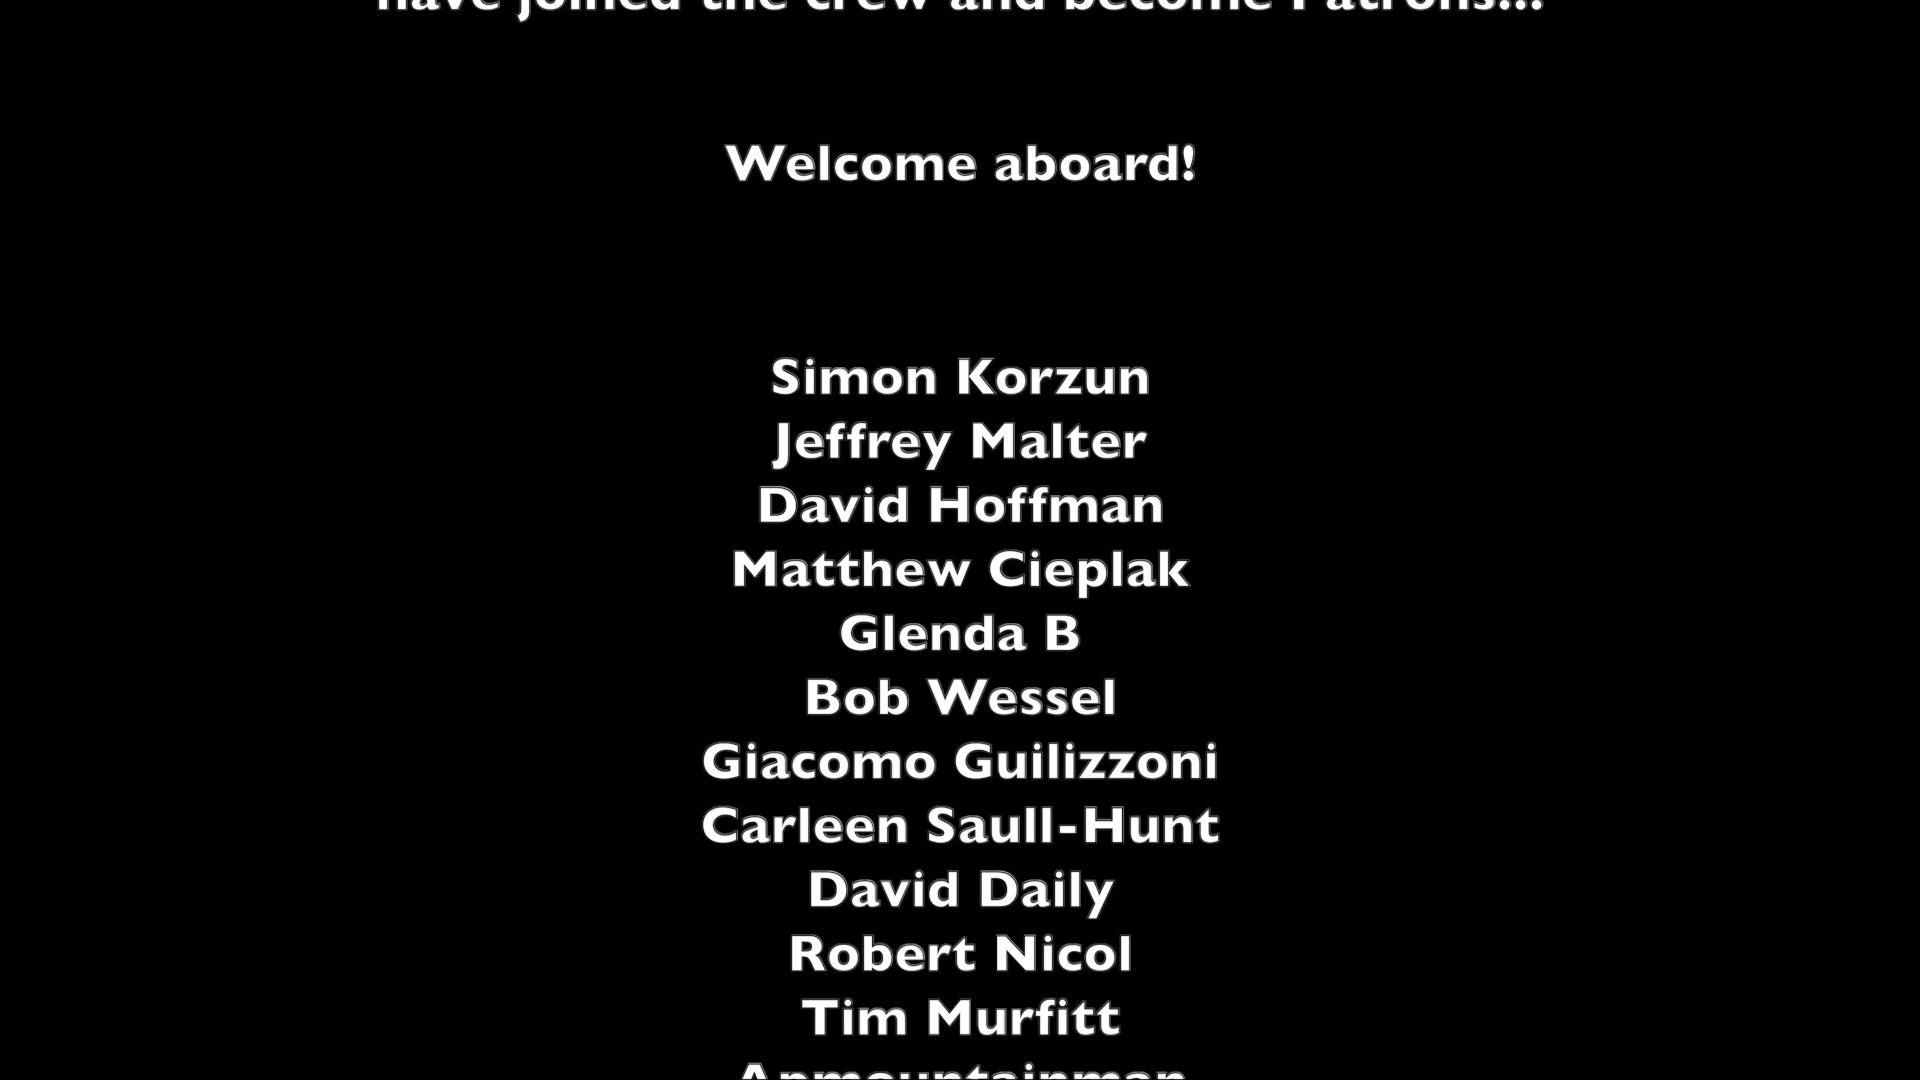 have joined the crew and become Patrons...
Welcome aboard!
Simon Korzun
Jeffrey Malter
David Hoffman
Matthew Cieplak
Glenda B
Bob Wessel
Giacomo Guilizzoni
Carleen Saull-Hunt
David Daily
Robert Nicol
Tim Murfitt